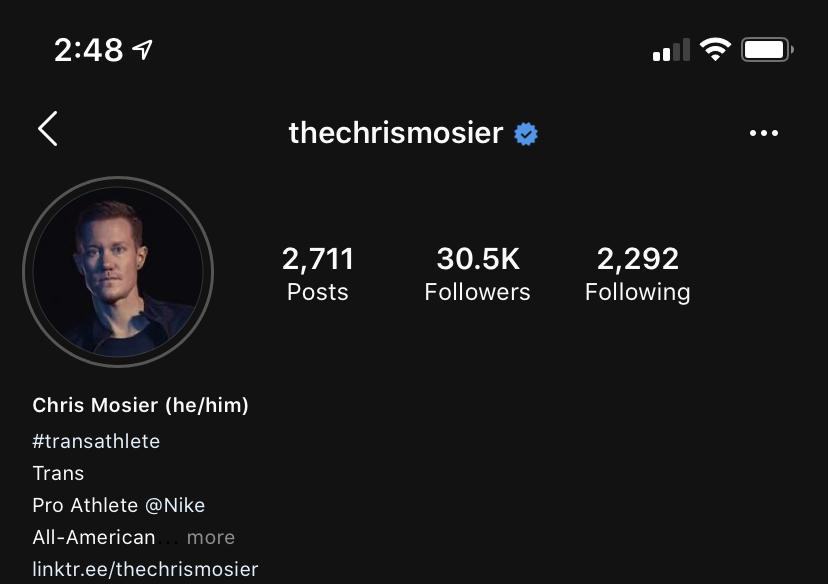 2:48
thechrismosier
2,711 30.5K 2,292
Posts Followers Following
Chris Mosier (he/him)
#transathlete
Trans
Pro Athlete @Nike
All-American... more
linktr.ee/thechrismosier